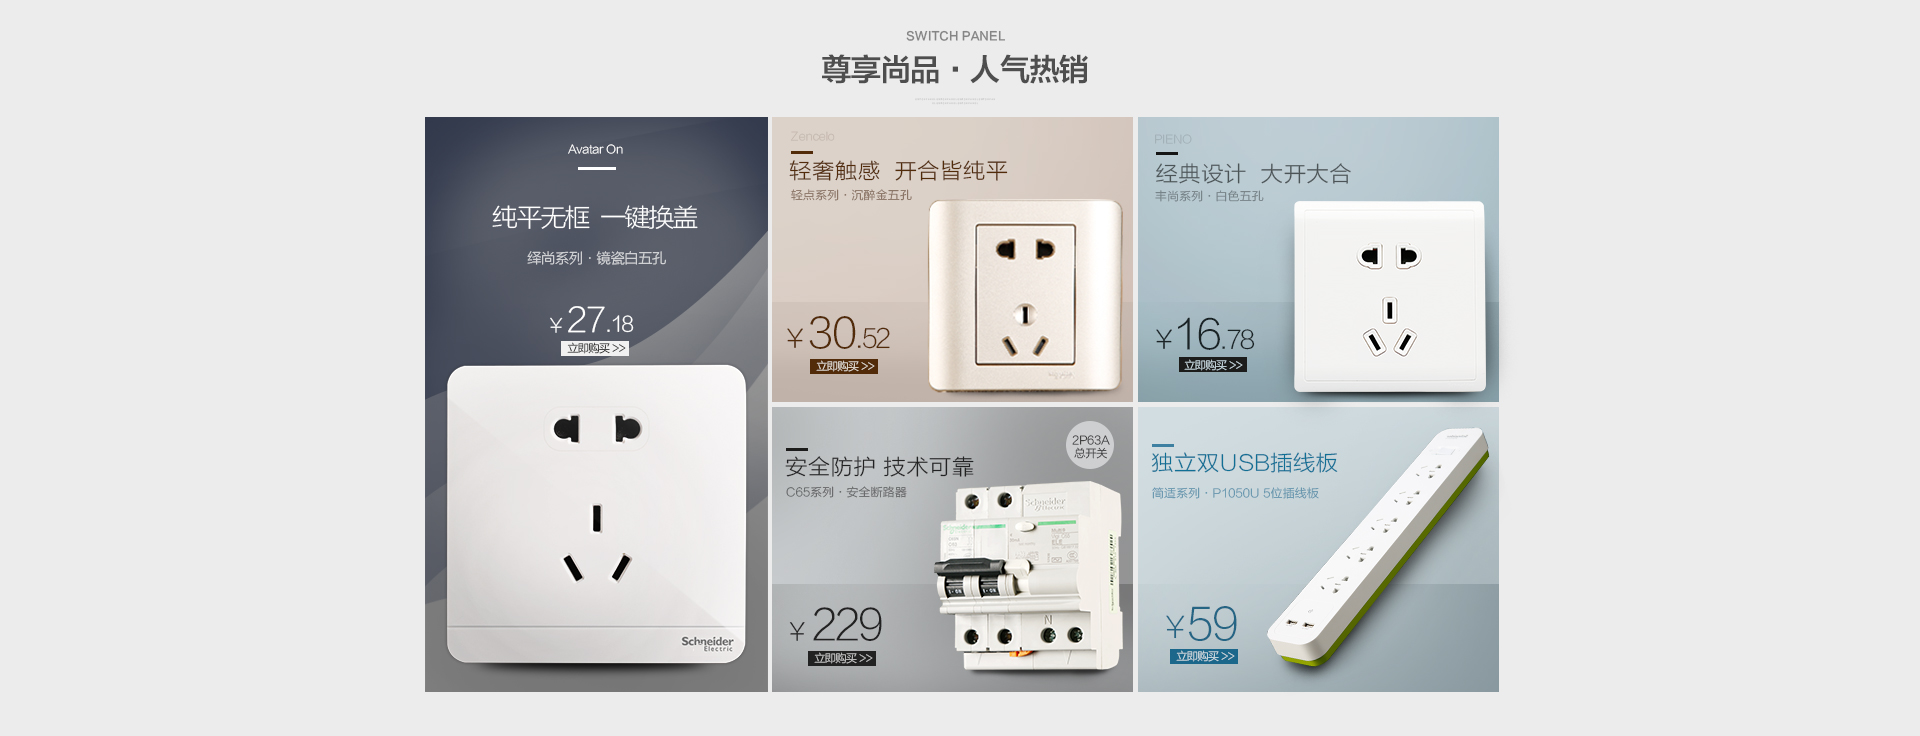 SWITCH PANEL
尊享尚品 · 人气热销
Avatar On
纯平无框 一键换盖
绎尚系列 · 镜瓷白五孔
¥27.18
立即购买 >>
Schneider
Electric
Zencelo
轻奢触感 开合皆纯平
轻点系列 · 沉醉金五孔
¥30.52
立即购买 >>
PIENO
经典设计 大开大合
丰尚系列 · 白色五孔
¥16.78
立即购买 >>
2P63A
总开关
安全防护 技术可靠
C65系列 · 安全断路器
Schneider
Electric
Schneider
N
¥229
立即购买 >>
独立双USB插线板
简适系列 · P1050U 5位插线板
¥59
立即购买 >>